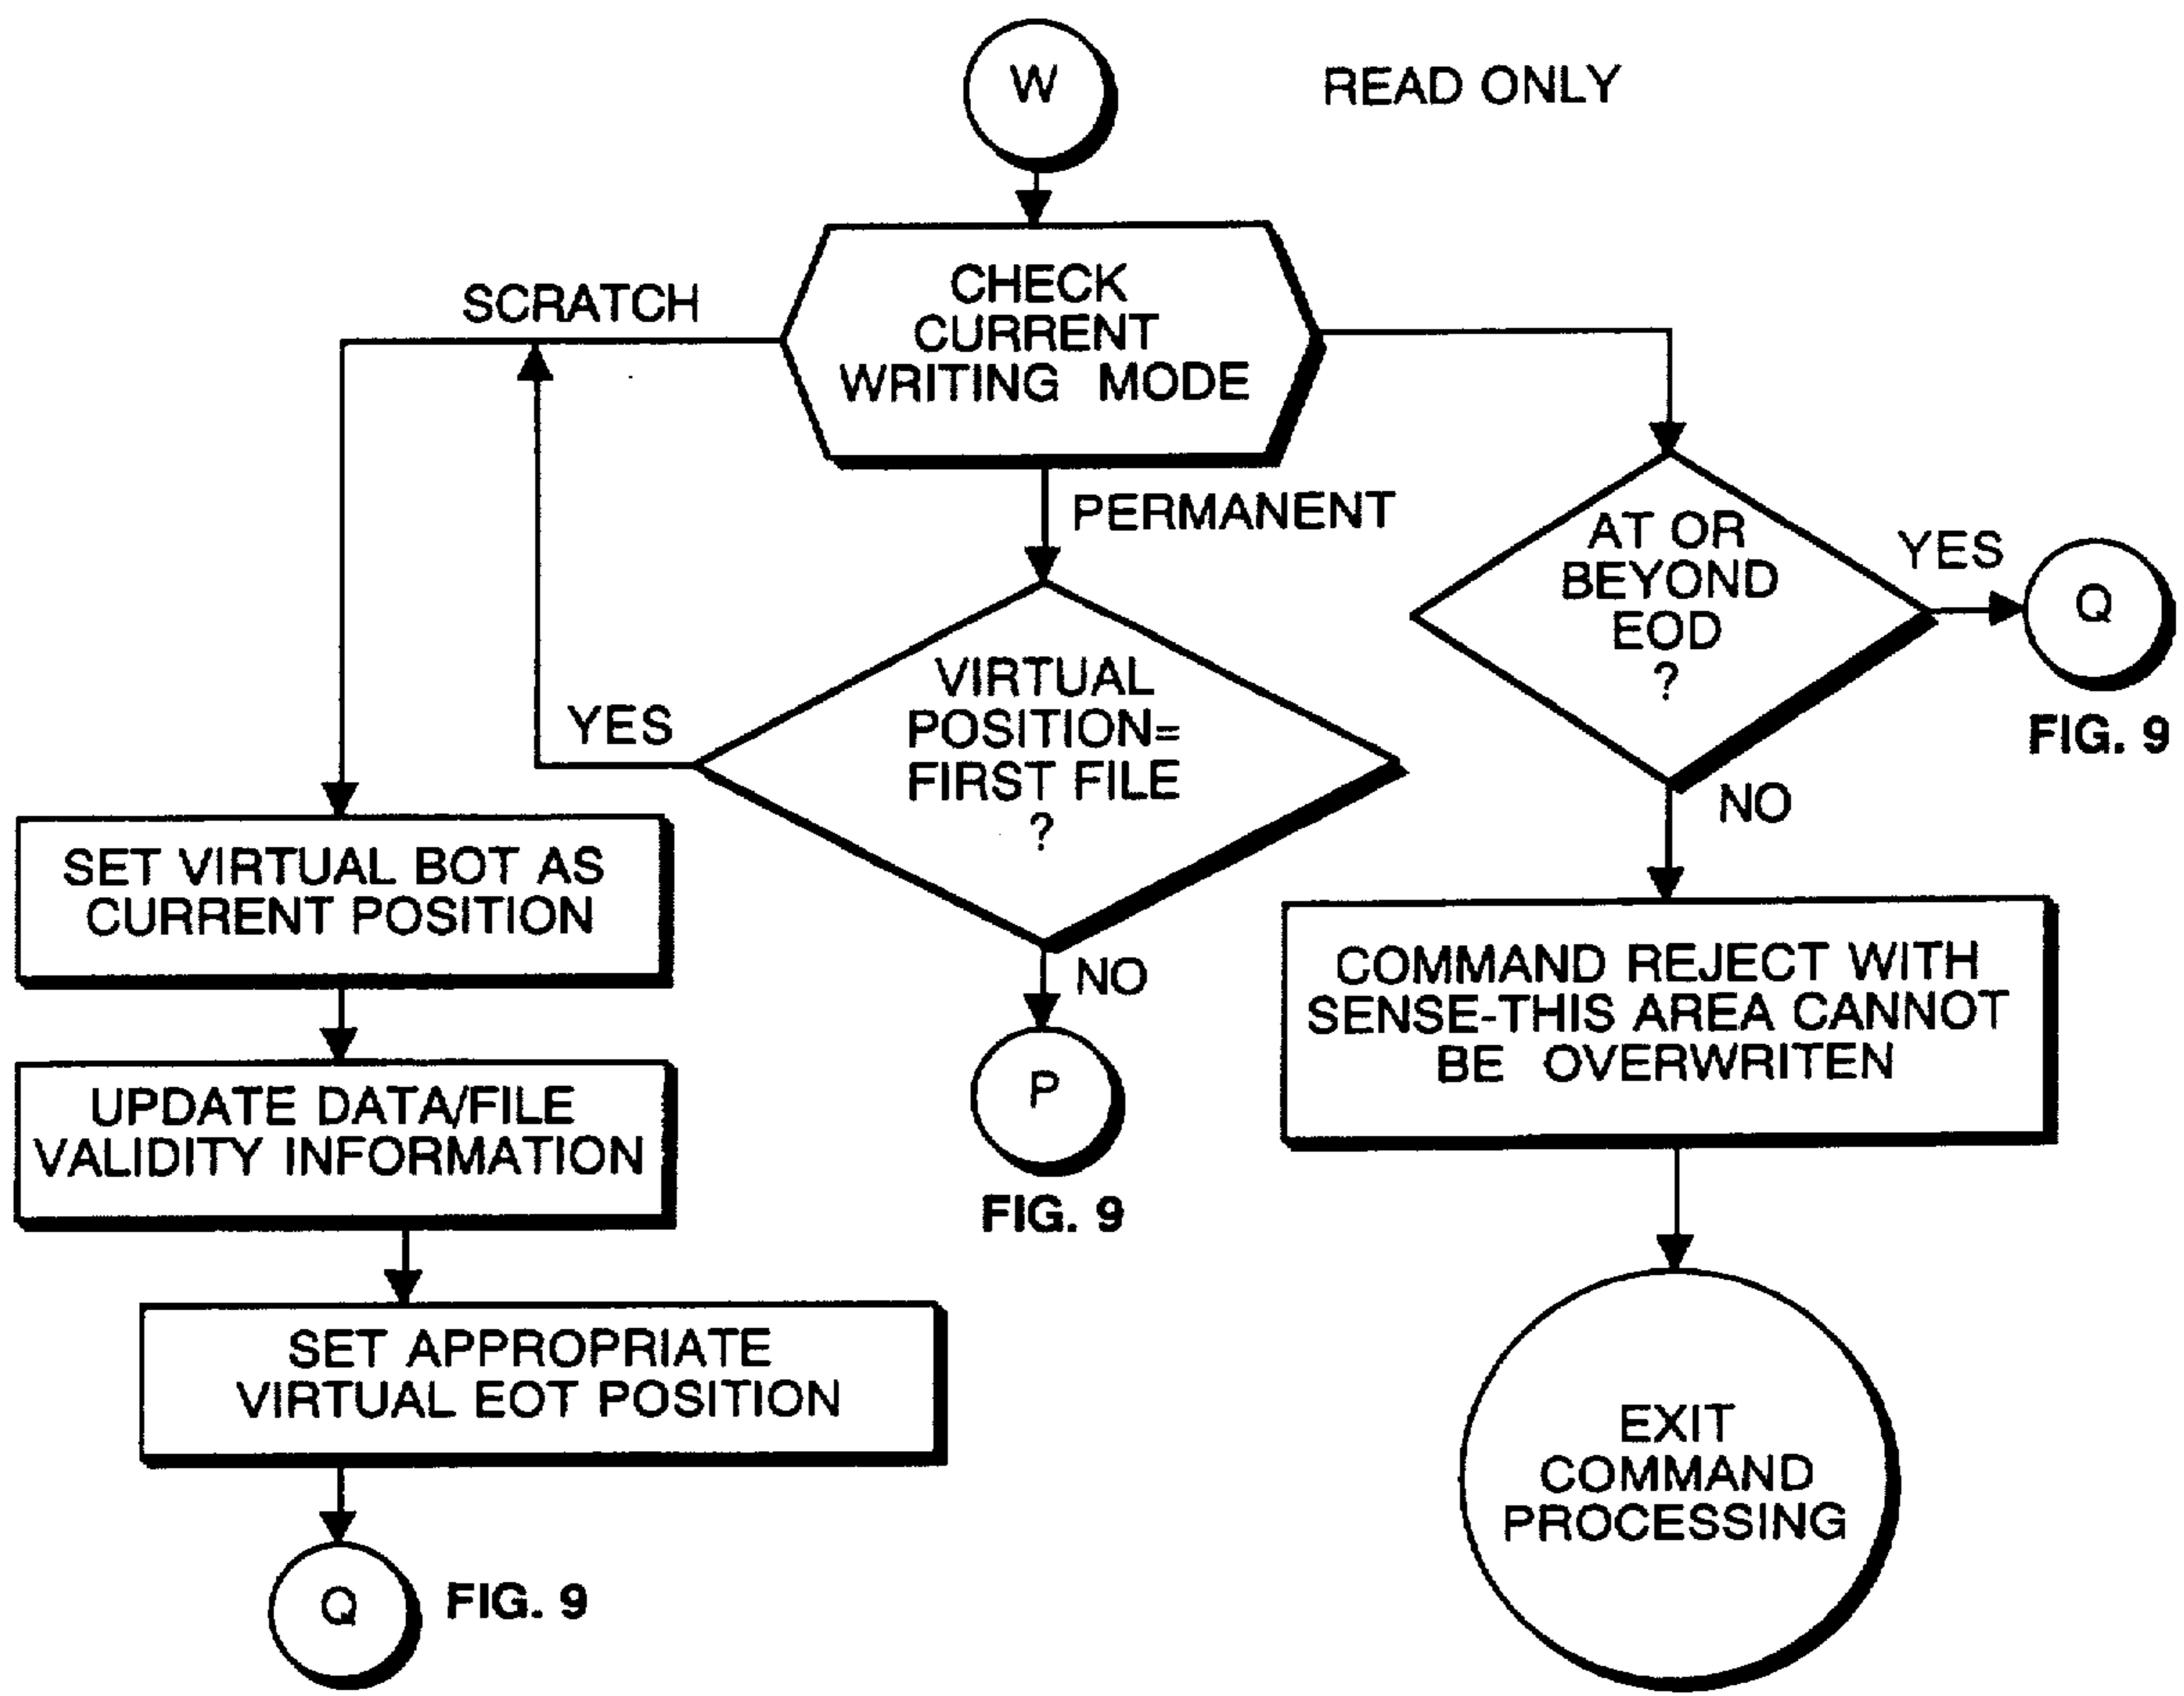 W
READ ONLY
CHECK
CURRENT
WRITING MODE
SCRATCH
PERMANENT
AT OR
BEYOND
EOD
?
YES
Q
FIG. 9
NO
VIRTUAL
POSITION=
FIRST FILE
?
YES
NO
P
FIG. 9
SET VIRTUAL BOT AS
CURRENT POSITION
UPDATE DATA/FILE
VALIDITY INFORMATION
SET APPROPRIATE
VIRTUAL EOT POSITION
Q
FIG. 9
COMMAND REJECT WITH
SENSE-THIS AREA CANNOT
BE OVERWRITEN
EXIT
COMMAND
PROCESSING